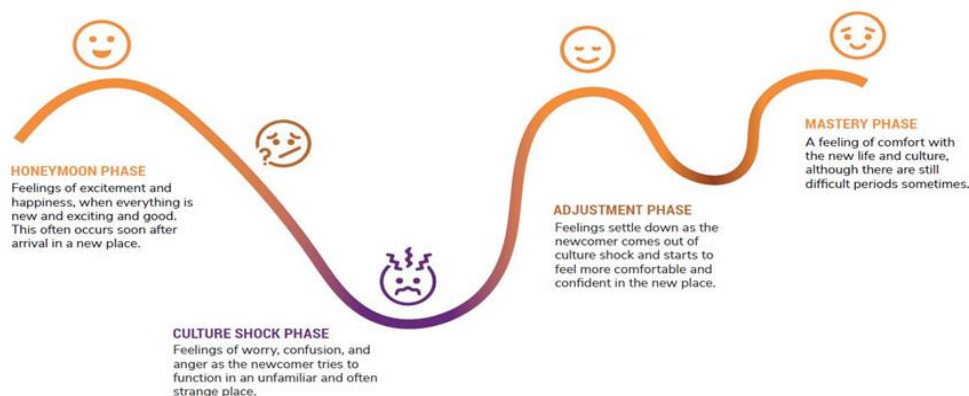 HONEYMOON PHASE
Feelings of excitement and
happiness, when everything is
new and exciting and good.
This often occurs soon after
arrival in a new place.
?
CULTURE SHOCK PHASE
Feelings of worry, confusion, and
anger as the newcomer tries to
function in an unfamiliar and often
strange place.
ADJUSTMENT PHASE
Feelings settle down as the
newcomer comes out of
culture shock and starts to
feel more comfortable and
confident in the new place.
MASTERY PHASE
A feeling of comfort with
the new life and culture,
although there are still
difficult periods sometimes.